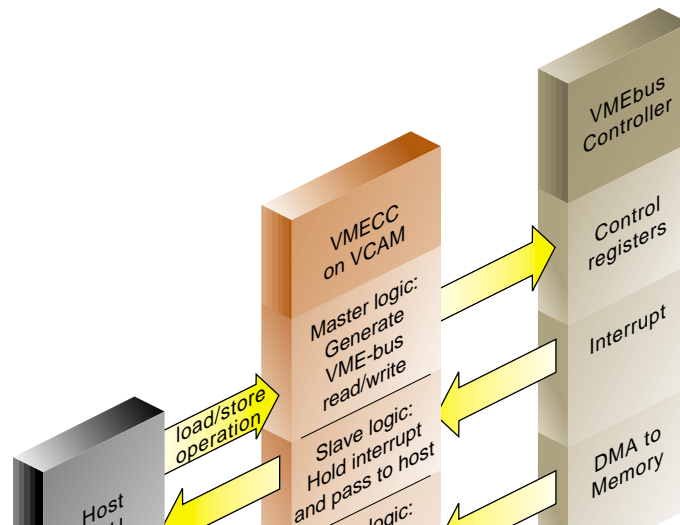 VMEbus
Controller
Control
registers
Interrupt
DMA to
Memory
VMECC
on VCAM
Master logic:
Generate
VME-bus
read/write
Slave logic:
Hold interrupt
and pass to host
logic:
load/store
operation
Host